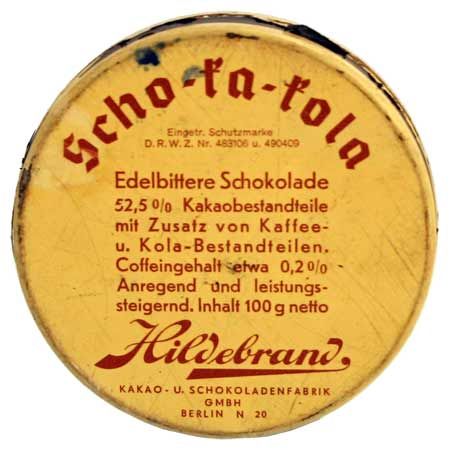 Scho-ka-kola
Eingetr. Schutzmarke
D. R. W. Z. Nr. 483106 u. 490409
Edelbittere Schokolade
52,5 % Kakaobestandteile
mit Zusatz von Kaffee-
u. Kola-Bestandteilen.
Coffeingehalt etwa 0,2 %
Anregend und leistungs-
steigernd. Inhalt 100 g netto
Hildebrand,
KAKAO - U. SCHOKOLADENFABRIK
GMBH
BERLIN N 20